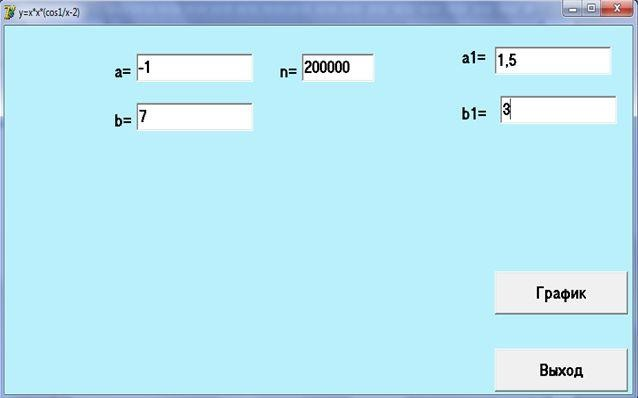 y=x*x*(cos1/x-2)
a= -1
n= 200000
a1= 1,5
b= 7
b1= 3
График
Выход